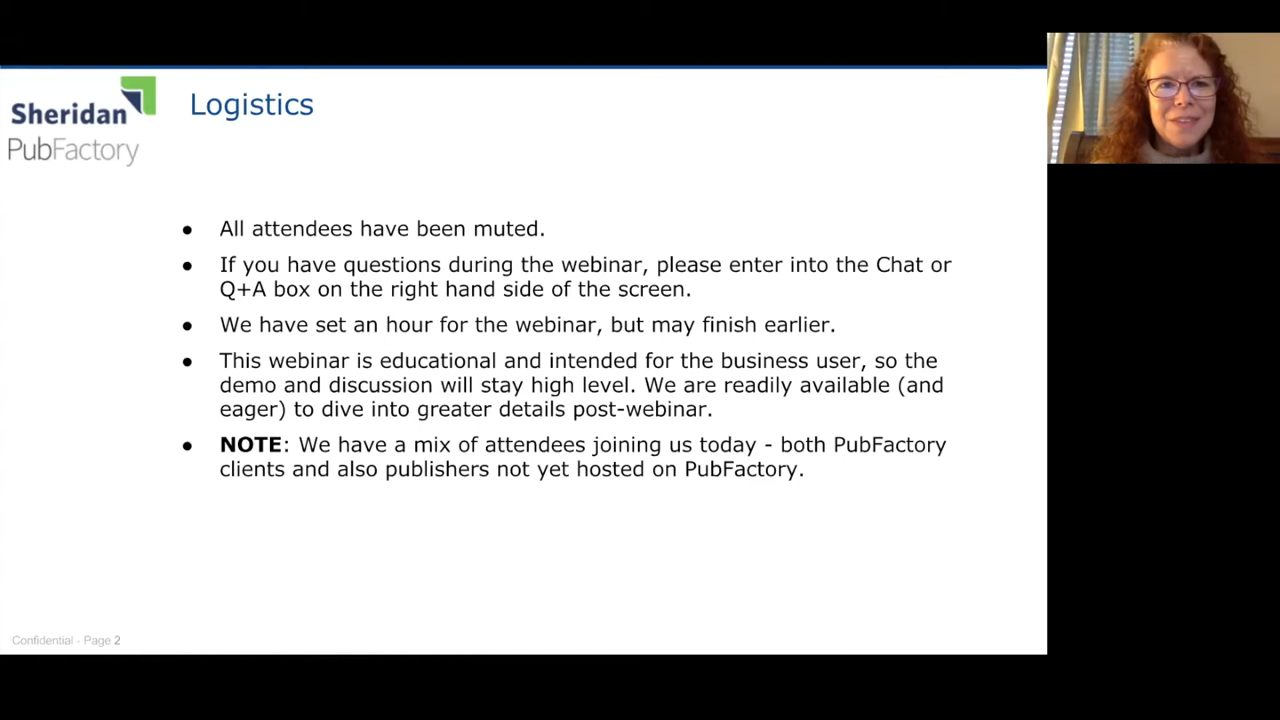 Sheridan
PubFactory
Logistics
● All attendees have been muted.
● If you have questions during the webinar, please enter into the Chat or
Q+A box on the right hand side of the screen.
● We have set an hour for the webinar, but may finish earlier.
● This webinar is educational and intended for the business user, so the
demo and discussion will stay high level. We are readily available (and
eager) to dive into greater details post-webinar.
● NOTE: We have a mix of attendees joining us today - both PubFactory
clients and also publishers not yet hosted on PubFactory.
Confidential - Page 2